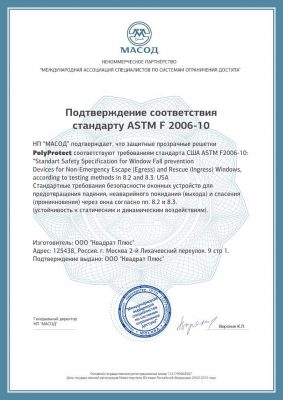 МАСОД
НЕКОММЕРЧЕСКОЕ ПАРТНЁРСТВО
"МЕЖДУНАРОДНАЯ АССОЦИАЦИЯ СПЕЦИАЛИСТОВ ПО СИСТЕМАМ ОГРАНИЧЕНИЯ ДОСТУПА"
Подтверждение соответствия
стандарту ASTM F 2006-10
НП "МАСОД" подтверждает, что защитные прозрачные решетки
PolyProtect соответствуют требованиям стандарта США ASTM F2006-10:
"Standart Safety Specification for Window Fall prevention
Devices for Non-Emergency Escape (Egress) and Rescue (Ingress) Windows,
according to testing methods in 8.2 and 8.3. USA
Стандартные требования безопасности оконных устройств для
предотвращения падения, неаварийного покидания (выхода) и спасения
(проникновения) через окна согласно пп. 8.2 и 8.3.
(устойчивость к статическим и динамическим воздействиям).
Изготовитель: ООО "Квадрат Плюс"
Адрес: 125438, Россия, г. Москва 2-й Лихачевский переулок. 9 стр 1.
Подтверждение выдано: ООО "Квадрат Плюс"
Генеральный директор
НП "МАСОД"
Воронин К.Л.